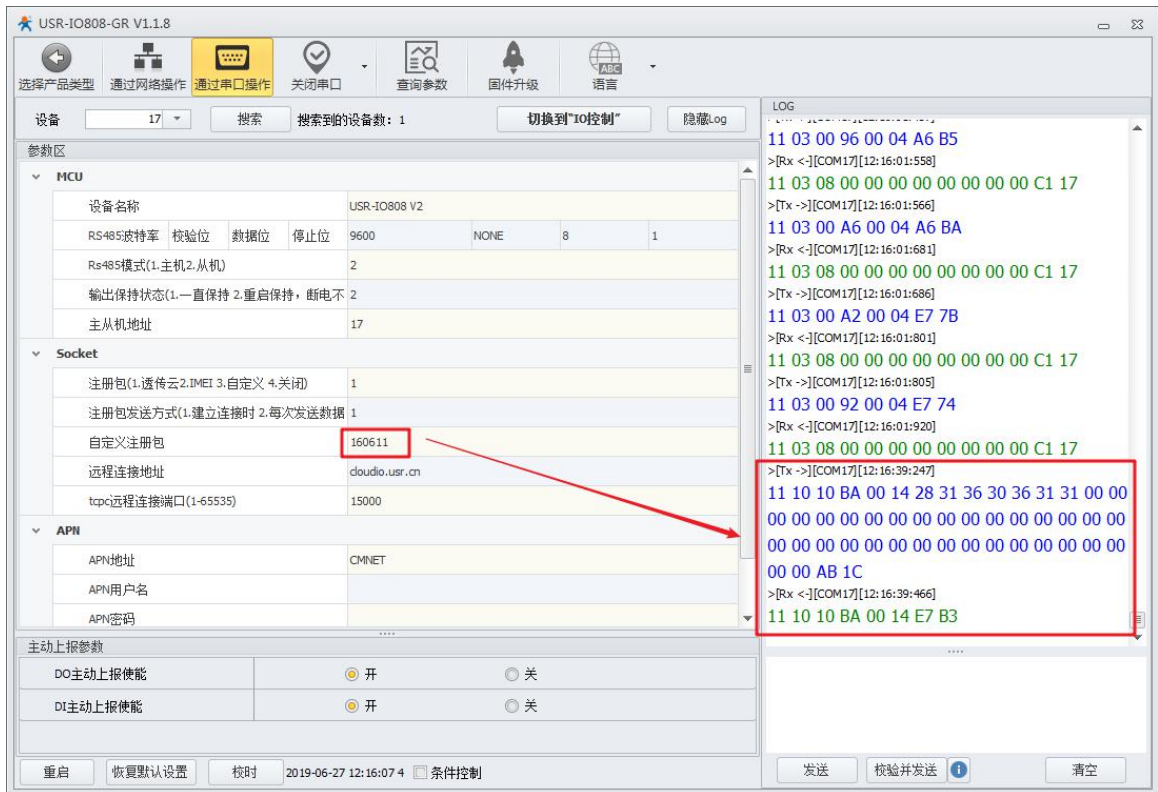 USR-IO808-GR V1.1.8
选择产品类型 通过网络操作 通过串口操作 关闭串口 查询参数 固件升级 语言
ABC
设备 17 搜索 搜索到的设备数：1 切换到"IO控制" 隐藏Log
参数区
MCU
设备名称 USR-IO808 V2
RS485波特率 校验位 数据位 停止位 9600 NONE 8 1
Rs485模式(1.主机2.从机) 2
输出保持状态(1.一直保持 2.重启保持，断电不 2
主从机地址 17
Socket
注册包(1.透传云2.IMEI 3.自定义 4.关闭) 1
注册包发送方式(1.建立连接时 2.每次发送数据 1
自定义注册包 160611
远程连接地址 cloudio.usr.cn
tcpc远程连接端口(1-65535) 15000
APN
APN地址 CMNET
APN用户名
APN密码
主动上报参数
DO主动上报使能 开 关
DI主动上报使能 开 关
重启 恢复默认设置 校时 2019-06-27 12:16:07 4 条件控制
LOG
11 03 00 96 00 04 A6 B5
>[Rx <-][COM17][12:16:01:558]
11 03 08 00 00 00 00 00 00 00 00 C1 17
>[Tx ->][COM17][12:16:01:566]
11 03 00 A6 00 04 A6 BA
>[Rx <-][COM17][12:16:01:681]
11 03 08 00 00 00 00 00 00 00 00 C1 17
>[Tx ->][COM17][12:16:01:686]
11 03 00 A2 00 04 E7 7B
>[Rx <-][COM17][12:16:01:801]
11 03 08 00 00 00 00 00 00 00 00 C1 17
>[Tx ->][COM17][12:16:01:805]
11 03 00 92 00 04 E7 74
>[Rx <-][COM17][12:16:01:920]
11 03 08 00 00 00 00 00 00 00 00 C1 17
>[Tx ->][COM17][12:16:39:247]
11 10 10 BA 00 14 28 31 36 30 36 31 31 00 00
00 00 00 00 00 00 00 00 00 00 00 00 00 00 00
00 00 00 00 00 00 00 00 00 00 00 00 00 00 00
00 00 AB 1C
>[Rx <-][COM17][12:16:39:466]
11 10 10 BA 00 14 E7 B3
发送 校验并发送 清空